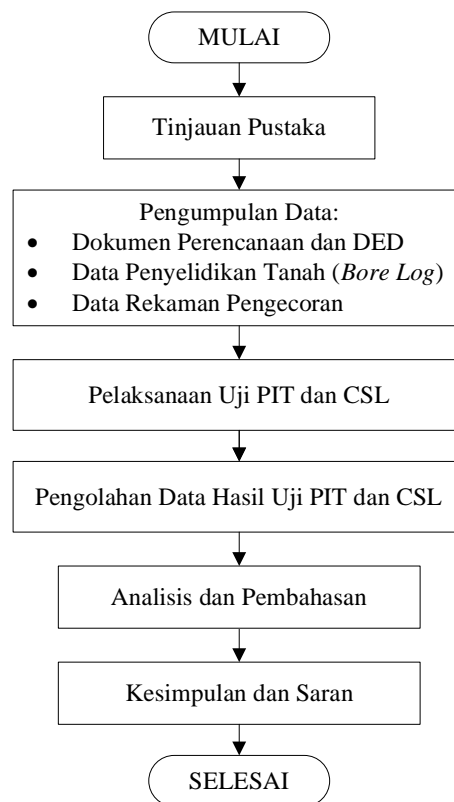 MULAI
Tinjauan Pustaka
Pengumpulan Data:
• Dokumen Perencanaan dan DED
• Data Penyelidikan Tanah (Bore Log)
• Data Rekaman Pengecoran
Pelaksanaan Uji PIT dan CSL
Pengolahan Data Hasil Uji PIT dan CSL
Analisis dan Pembahasan
Kesimpulan dan Saran
SELESAI